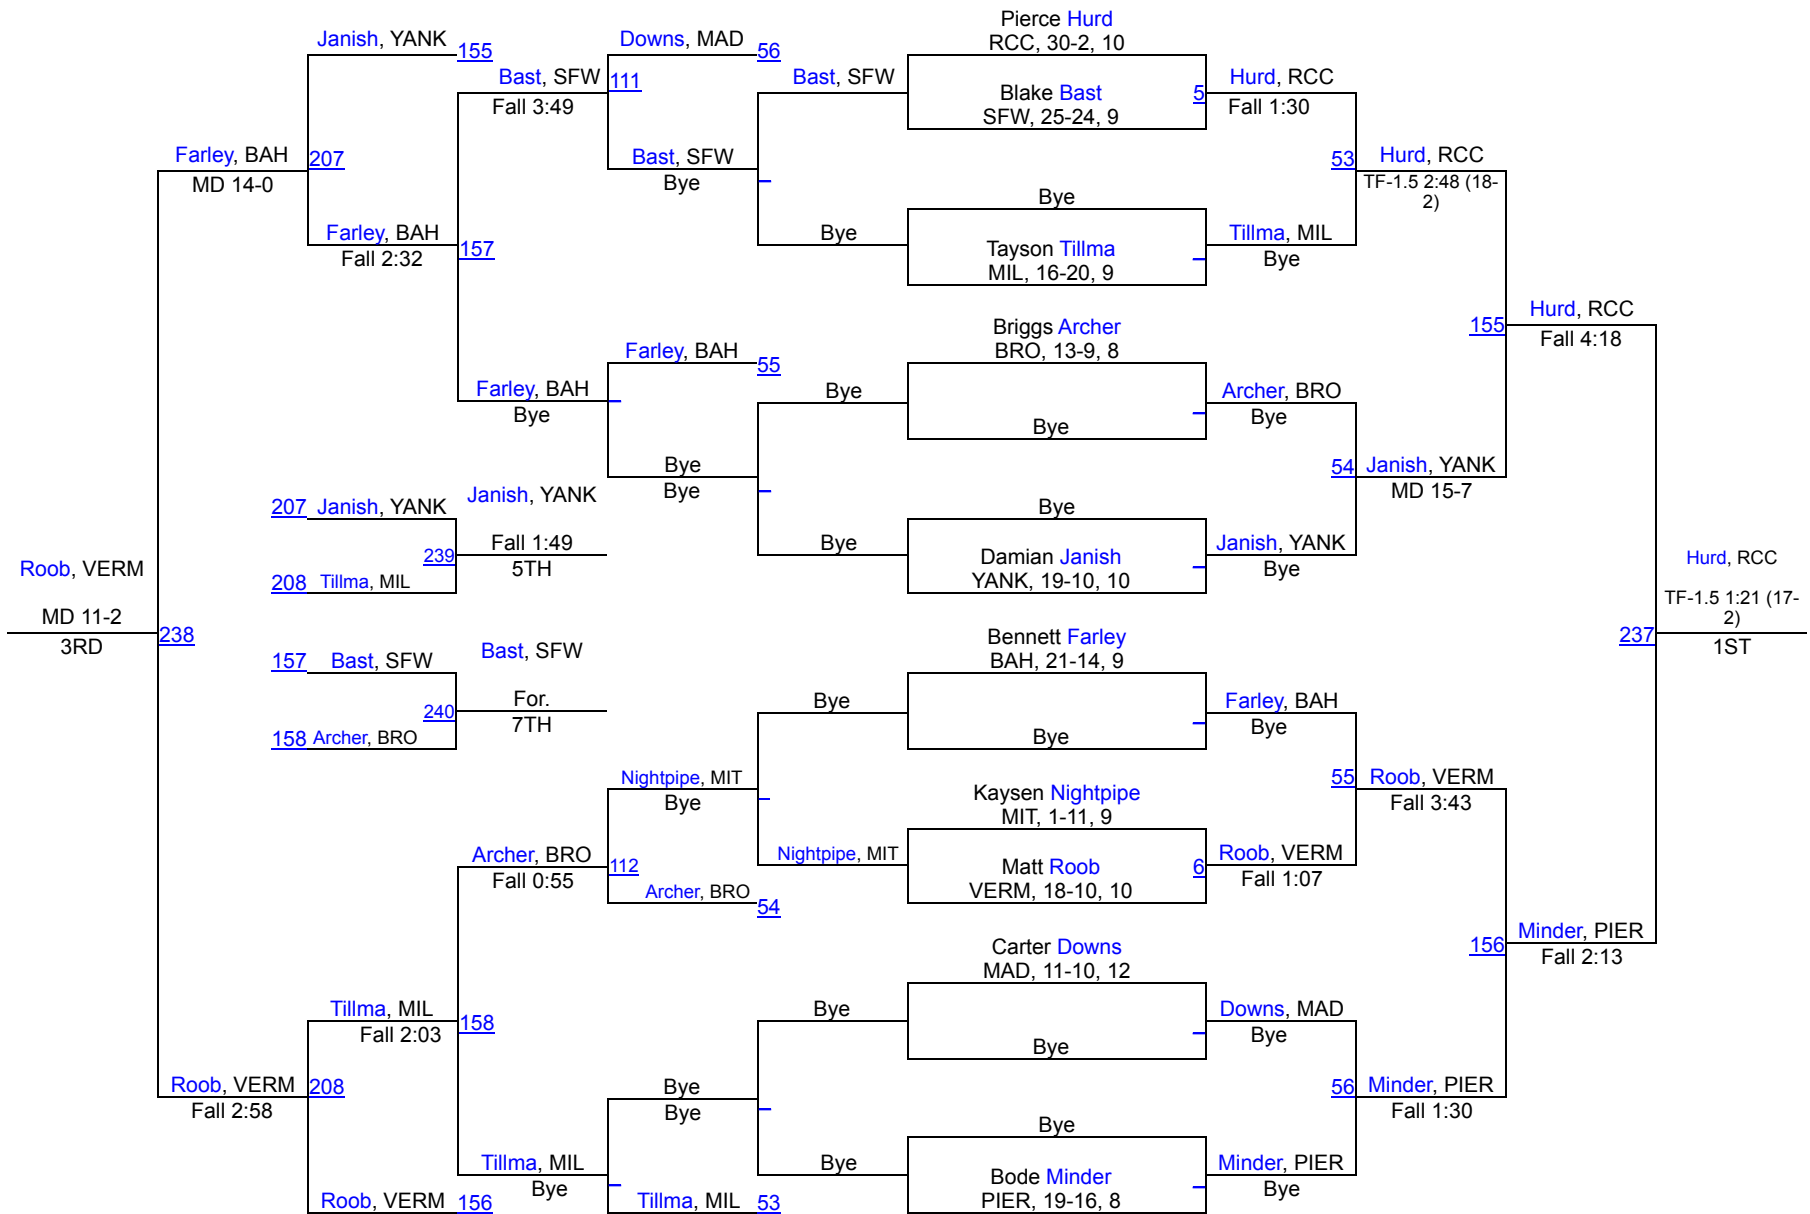 Pierce Hurd
RCC, 30-2, 10
Janish, YANK 155
Downs, MAD 56
Bast, SFW 111
Fall 3:49
Bast, SFW
Blake Bast
SFW, 25-24, 9
5
Hurd, RCC
Fall 1:30
Farley, BAH 207
MD 14-0
Bast, SFW
Bye
53 Hurd, RCC
TF-1.5 2:48 (18-
2)
Bye
Farley, BAH 157
Fall 2:32
Bye
Tayson Tillma
MIL, 16-20, 9
Tillma, MIL
Bye
Briggs Archer
BRO, 13-9, 8
155 Hurd, RCC
Fall 4:18
Farley, BAH 55
Farley, BAH
Bye
Bye
Bye
Archer, BRO
Bye
Bye
Bye
54 Janish, YANK
MD 15-7
207 Janish, YANK
Janish, YANK
239 Fall 1:49
5TH
208 Tillma, MIL
Bye
Bye
Damian Janish
YANK, 19-10, 10
Janish, YANK
Bye
Roob, VERM
MD 11-2
3RD
238
Hurd, RCC
TF-1.5 1:21 (17-
2)
237
1ST
157 Bast, SFW
Bast, SFW
240 For.
7TH
158 Archer, BRO
Bennett Farley
BAH, 21-14, 9
Bye
Bye
Farley, BAH
Bye
Nightpipe, MIT
Bye
Kaysen Nightpipe
MIT, 1-11, 9
55 Roob, VERM
Fall 3:43
Archer, BRO 112
Fall 0:55
Nightpipe, MIT
Matt Roob
VERM, 18-10, 10
6
Roob, VERM
Fall 1:07
Archer, BRO 54
Carter Downs
MAD, 11-10, 12
156 Minder, PIER
Fall 2:13
Tillma, MIL 158
Fall 2:03
Bye
Bye
Downs, MAD
Bye
Roob, VERM 208
Fall 2:58
Bye
Bye
56 Minder, PIER
Fall 1:30
Bye
Tillma, MIL
Bye
Bye
Bode Minder
PIER, 19-16, 8
Minder, PIER
Bye
Roob, VERM 156
Tillma, MIL 53